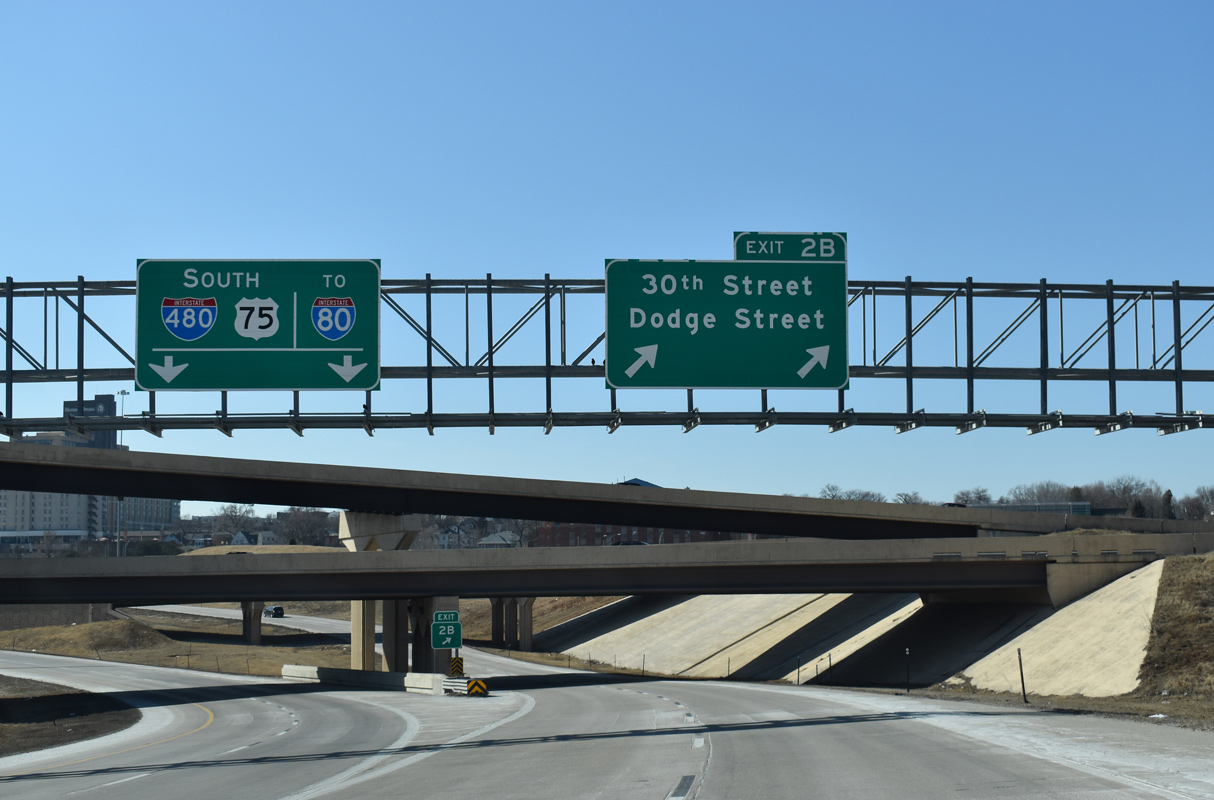 SOUTH TO
INTERSTATE 480 75 INTERSTATE 80
EXIT 2B
30th Street
Dodge Street
EXIT
2B